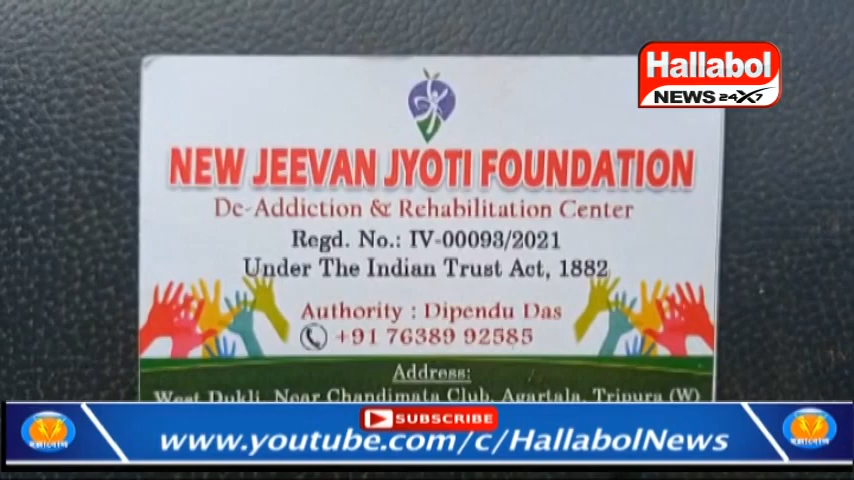 Hallabol
NEWS 24X7
NEW JEEVAN JYOTI FOUNDATION
De-Addiction & Rehabilitation Center
Regd. No.: IV-00093/2021
Under The Indian Trust Act, 1882
Authority : Dipendu Das
+91 76389 92585
Address:
West Dukli, Near Chandimata Club, Agartala, Tripura (W)
SUBSCRIBE
www.youtube.com/c/HallabolNews